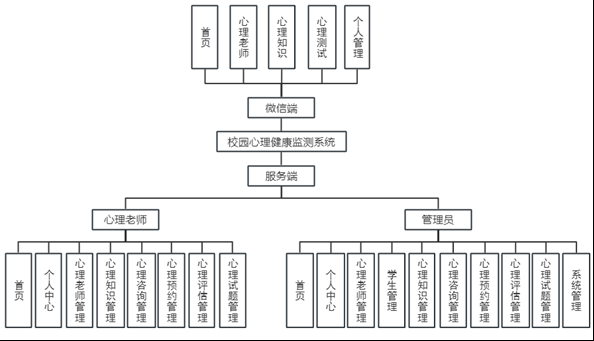 首页
心理老师
心理知识
心理测试
个人管理
微信端
校园心理健康监测系统
服务端
心理老师
管理员
首页
个人中心
心理老师管理
心理知识管理
心理咨询管理
心理预约管理
心理评估管理
心理试题管理
首页
个人中心
心理老师管理
学生管理
心理知识管理
心理咨询管理
心理预约管理
心理评估管理
心理试题管理
系统管理